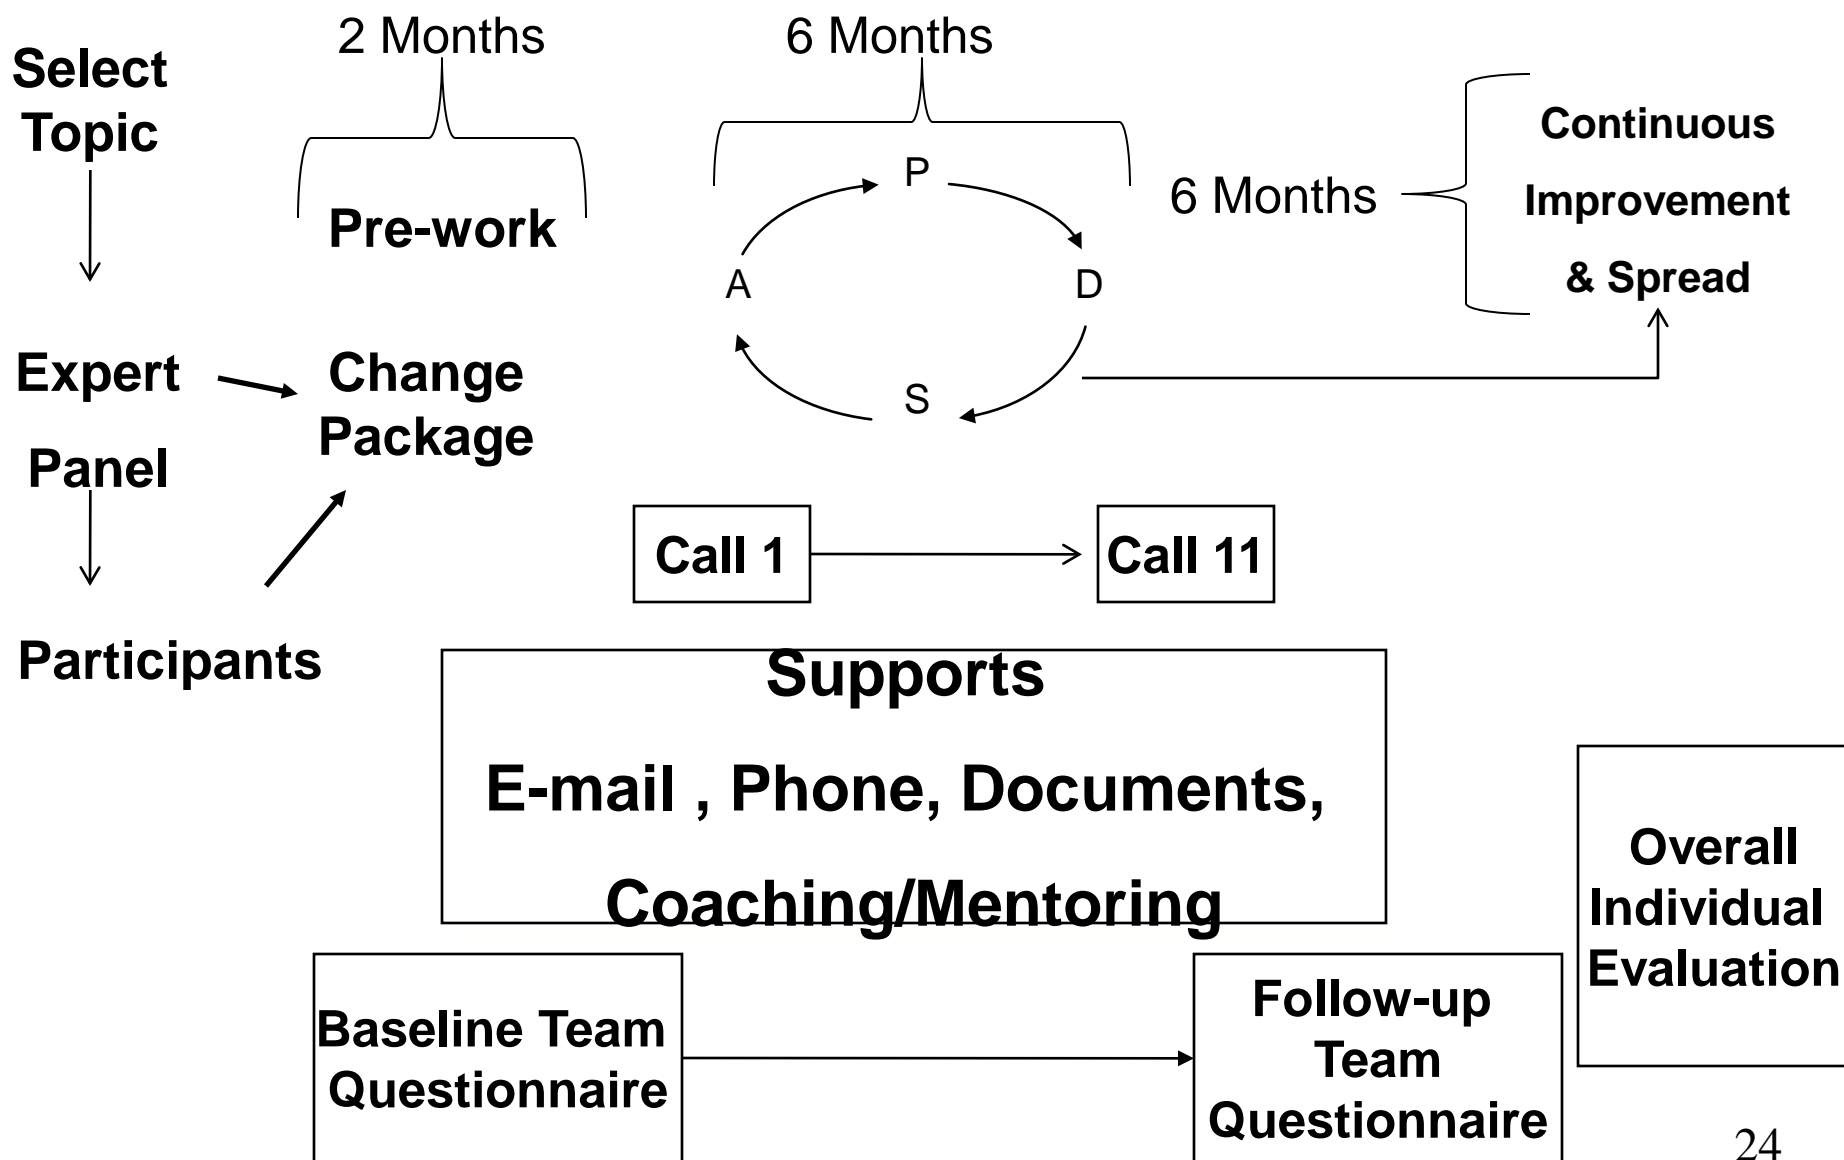 Select
Topic
2 Months
Pre-work
6 Months
P
A
D
S
6 Months
Continuous
Improvement
& Spread
Expert
Panel
Change
Package
Participants
Call 1
Call 11
Supports
E-mail , Phone, Documents,
Coaching/Mentoring
Baseline Team
Questionnaire
Follow-up
Team
Questionnaire
Overall
Individual
Evaluation
24